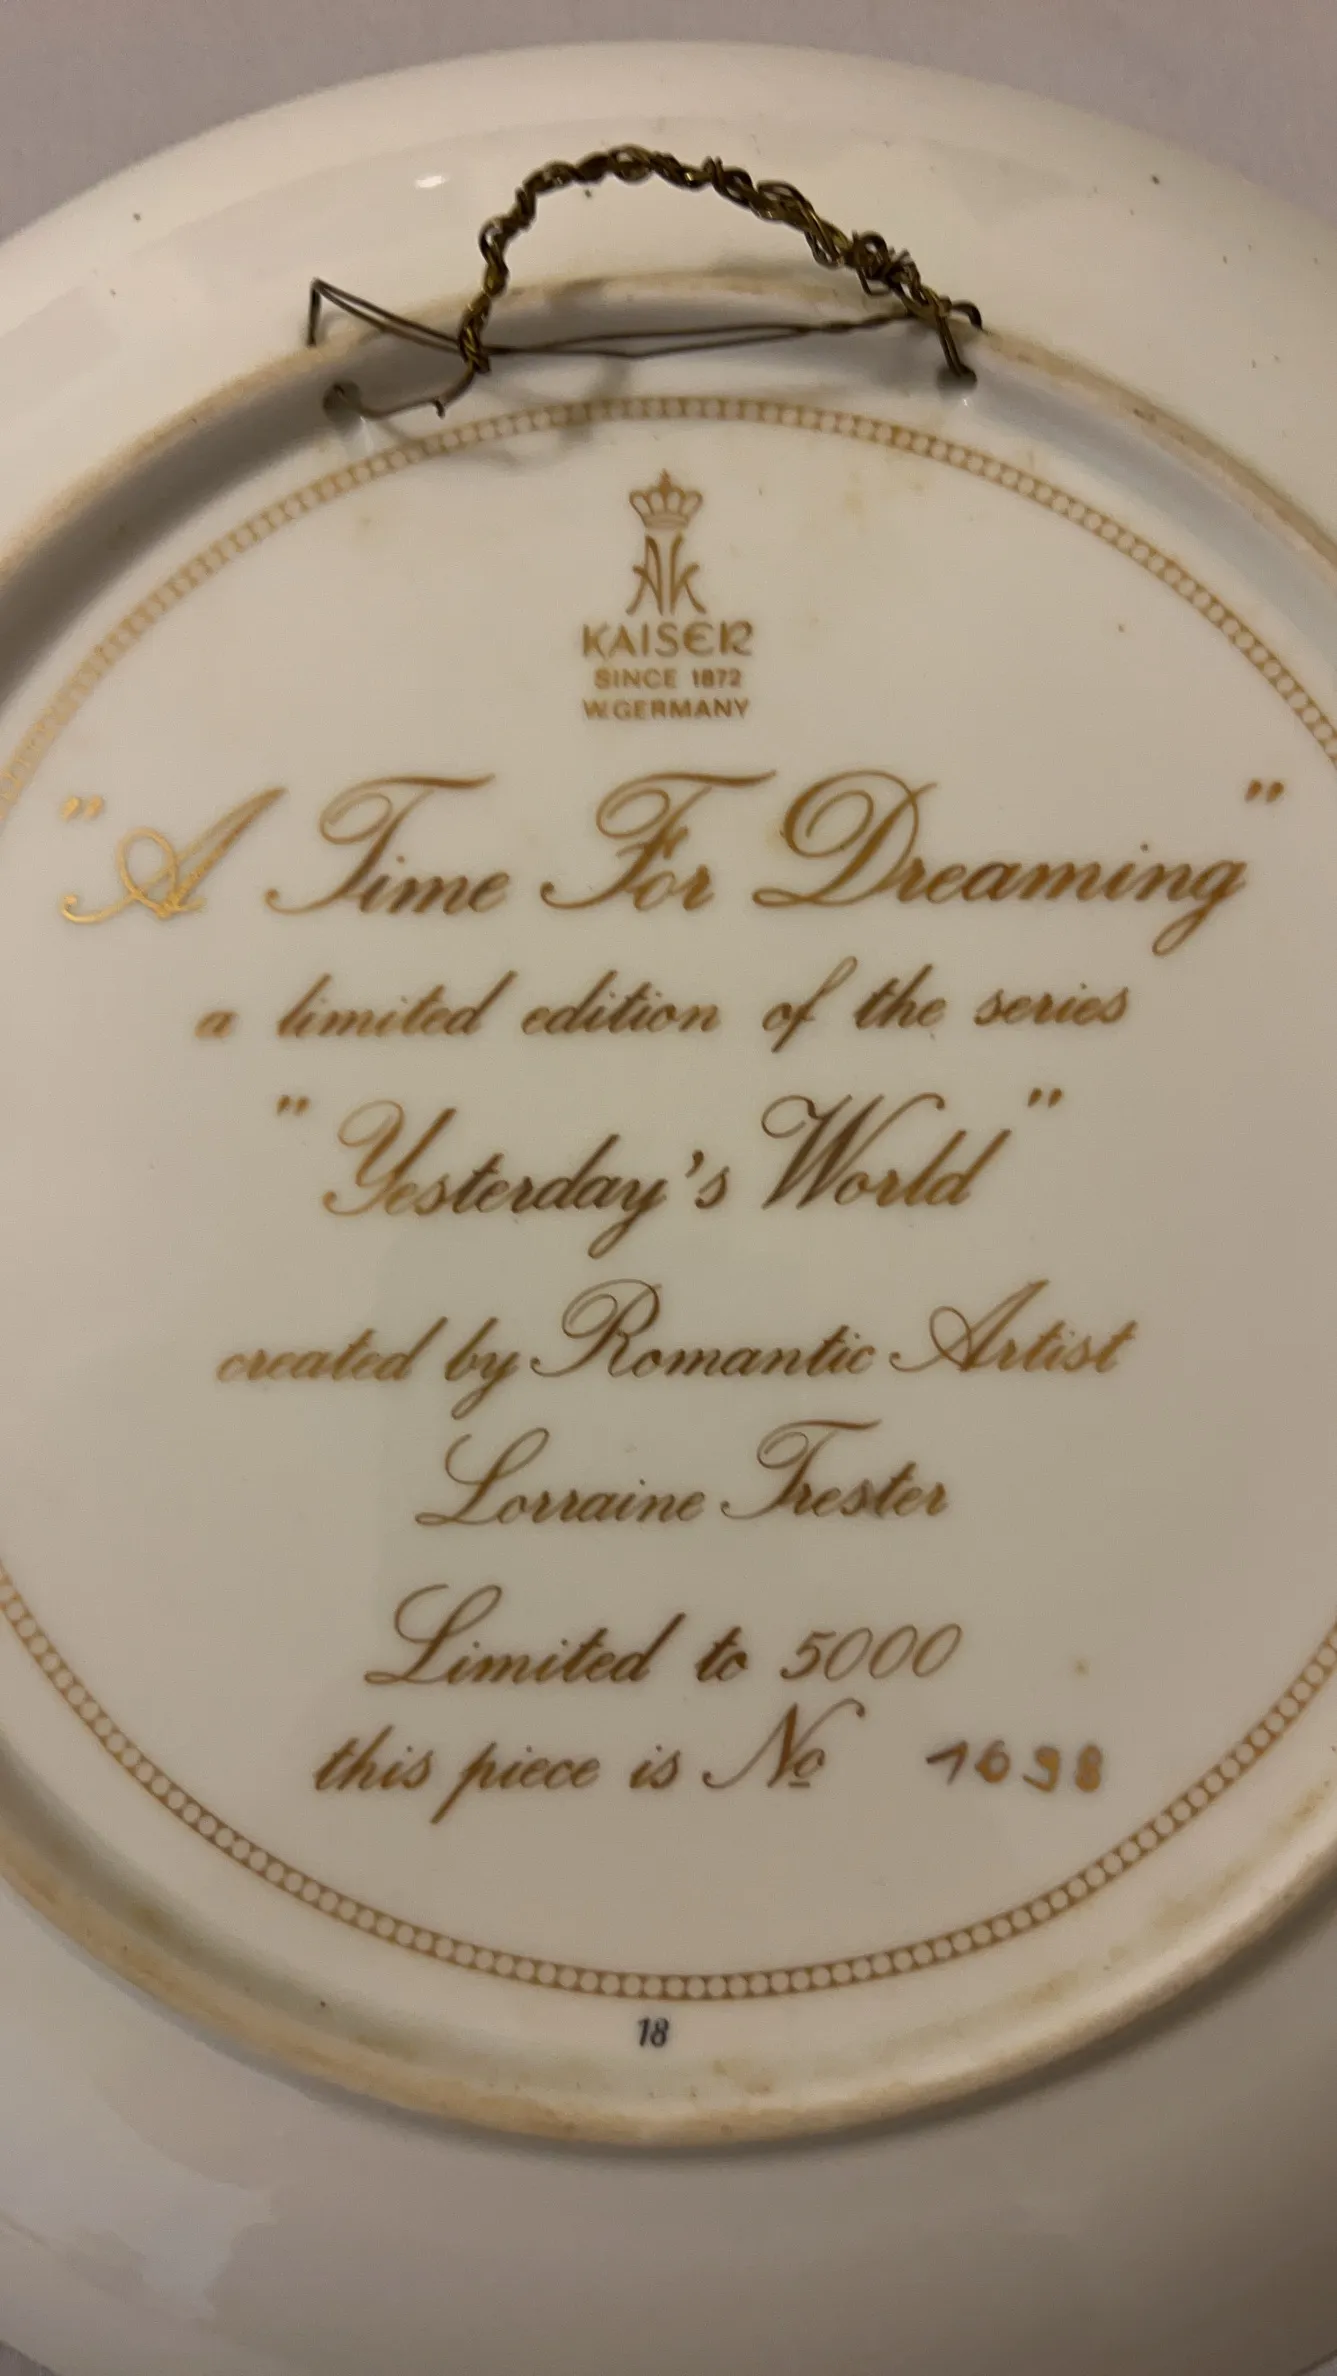 AK
KAISER
SINCE 1872
W.GERMANY
"A Time For Dreaming"
a limited edition of the series
"Yesterday's World"
created by Romantic Artist
Lorraine Trester
Limited to 5000
this piece is No 1698
18